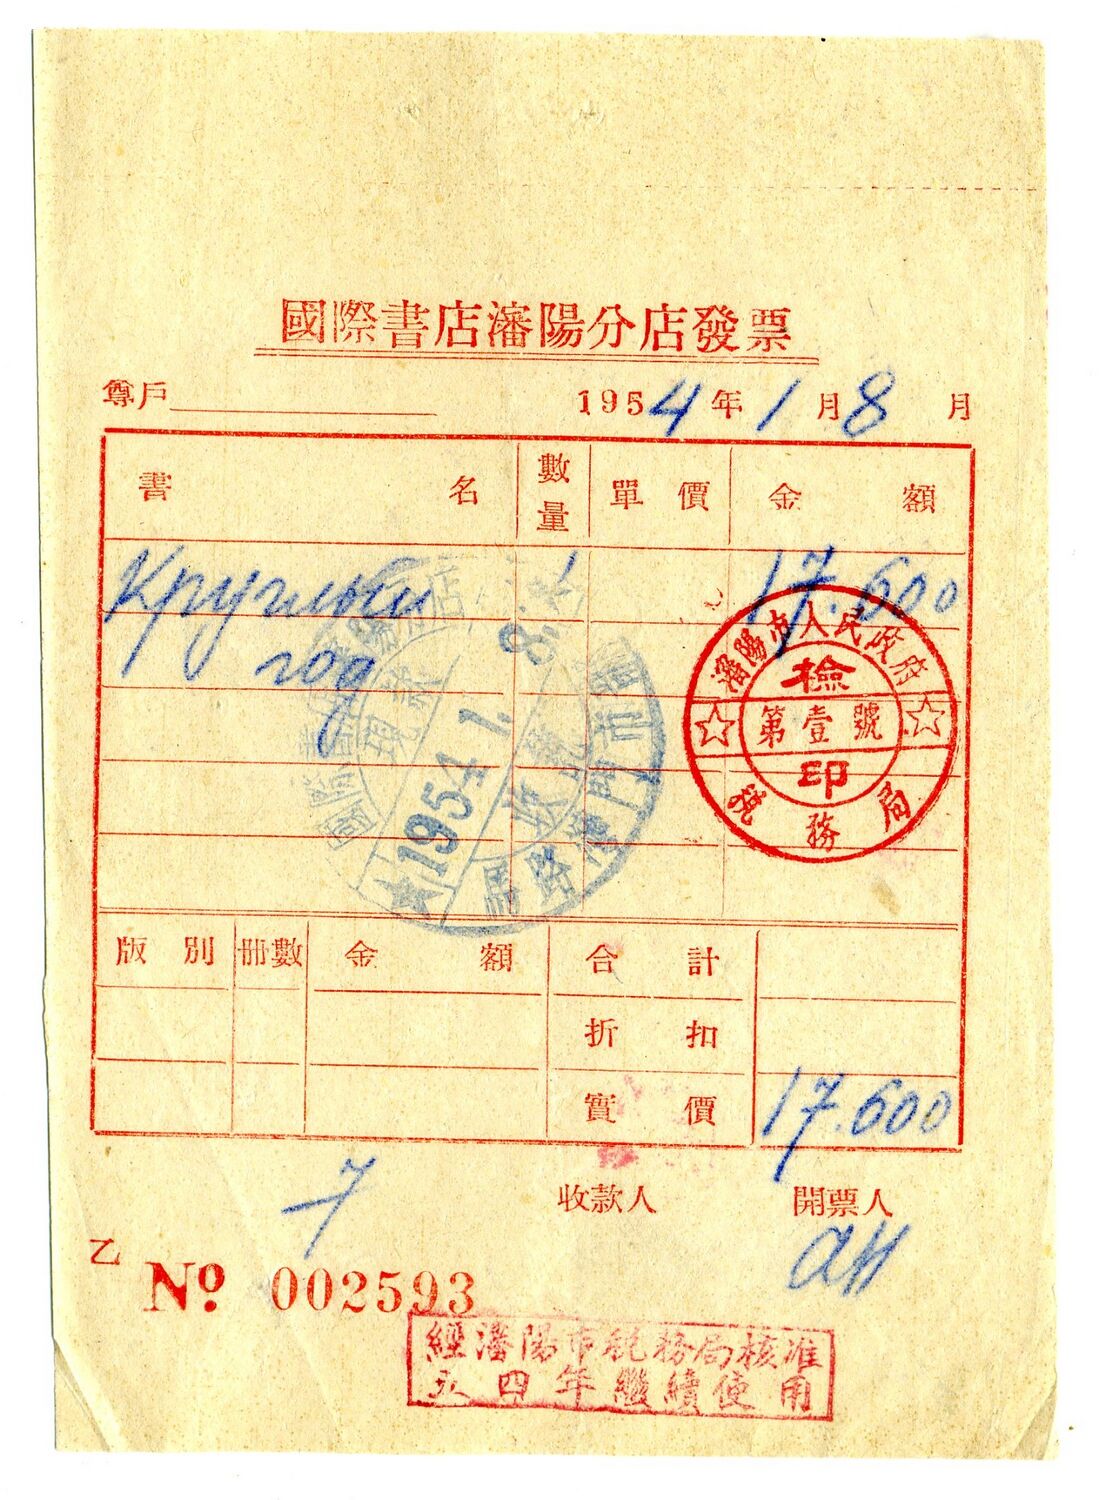 國際書店瀋陽分店發票
尊戶 1954年1月8月
書名 數量 單價 金額
Круглый 1 17.600
год
瀋陽市人民政府
檢
第壹號
印
稅務局
1954.1.8.
版別 冊數 金額 合計
折扣
實價 17.600
7
收款人 開票人
乙 № 002593
經瀋陽市稅務局核准
五四年繼續使用